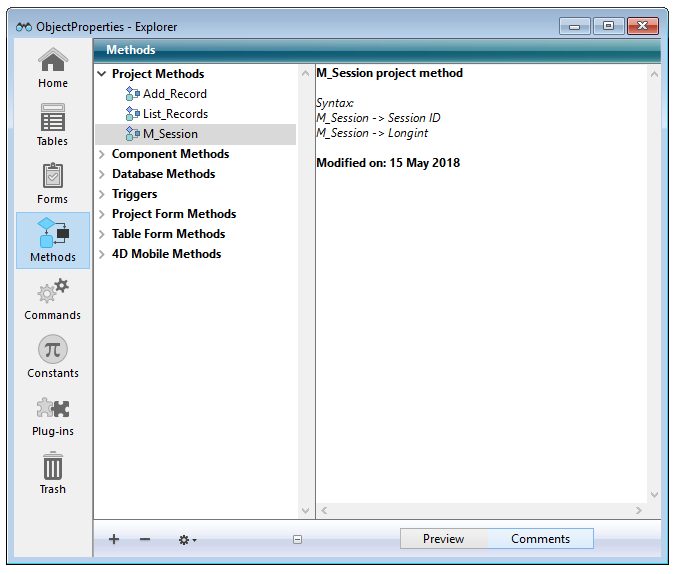 ObjectProperties - Explorer
Methods
Home
Tables
Forms
Methods
Commands
Constants
Plug-ins
Trash
Project Methods
Add_Record
List_Records
M_Session
Component Methods
Database Methods
Triggers
Project Form Methods
Table Form Methods
4D Mobile Methods
M_Session project method
Syntax:
M_Session -> Session ID
M_Session -> Longint
Modified on: 15 May 2018
Preview
Comments